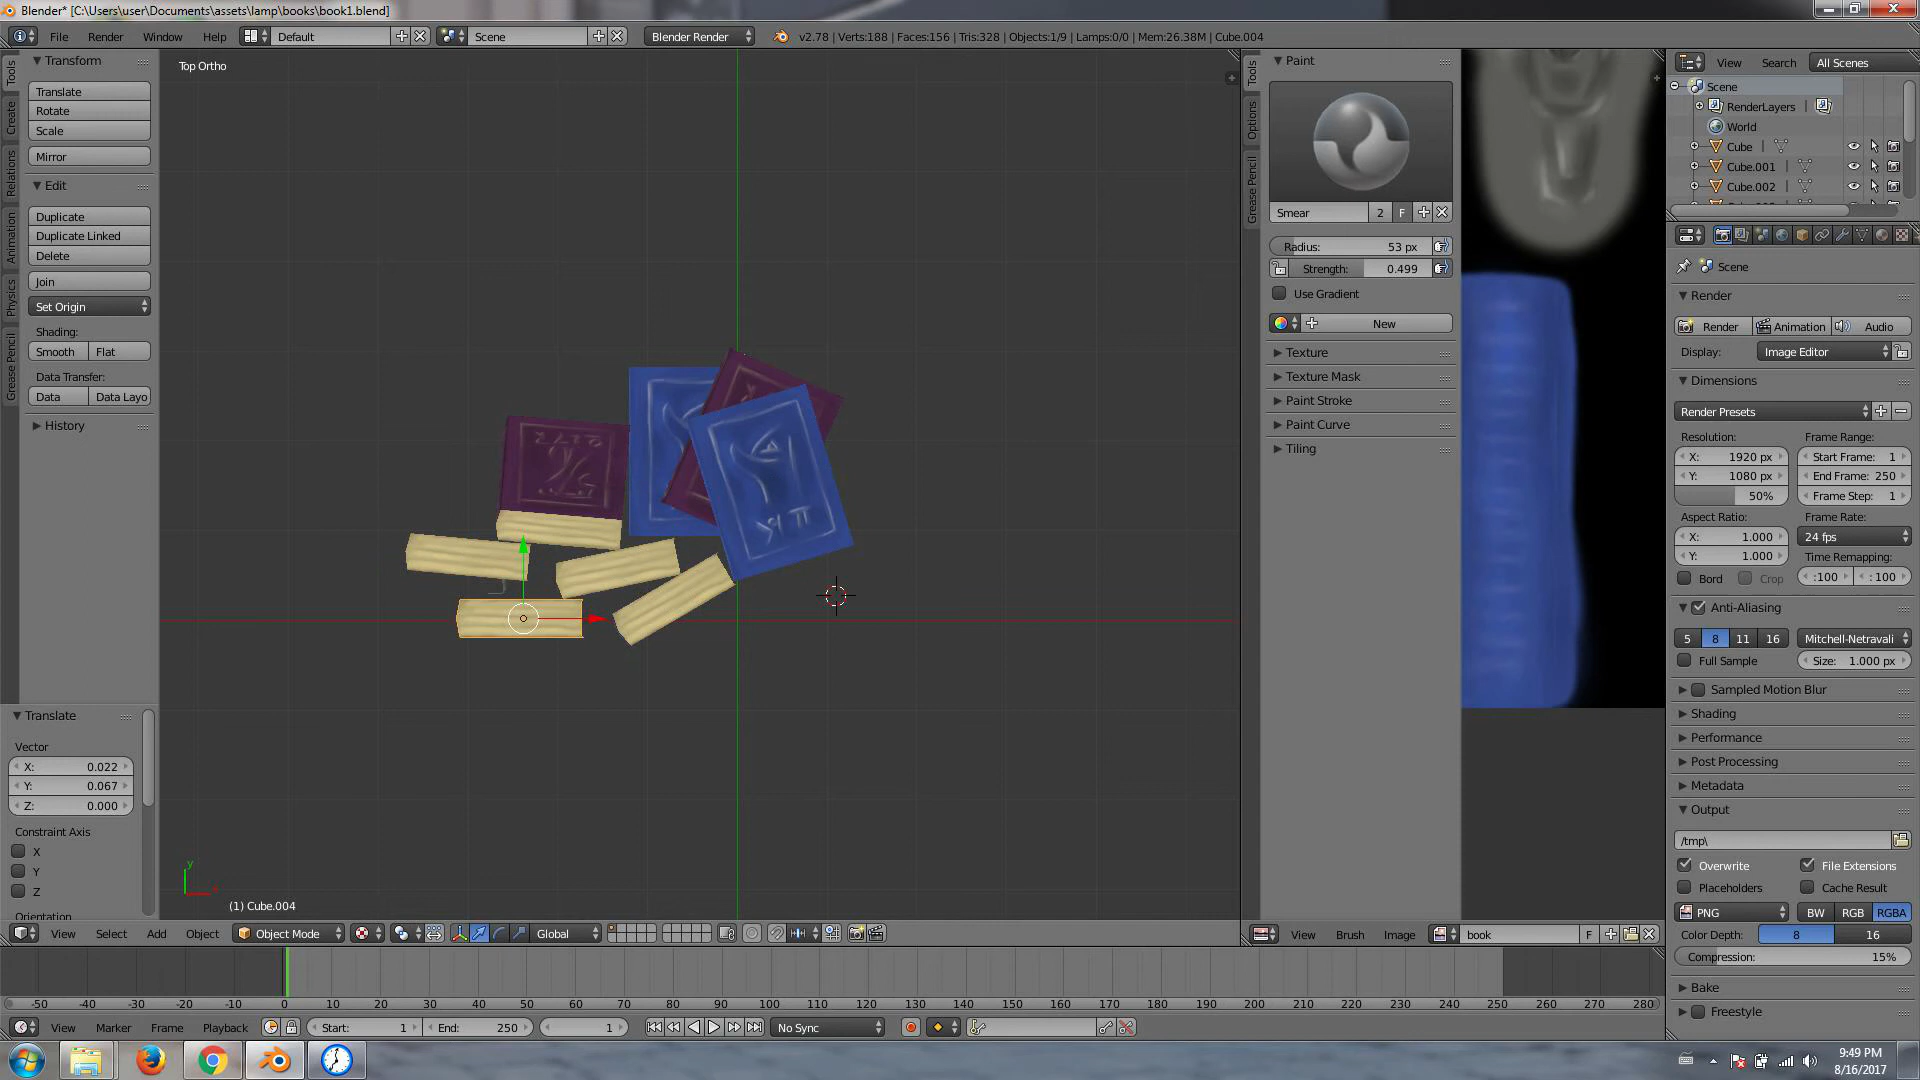 Blender* [C:\Users\user\Documents\assets\lamp\books\book1.blend]
File Render Window Help Default Scene Blender Render v2.78 | Verts:188 | Faces:156 | Tris:328 | Objects:1/9 | Lamps:0/0 | Mem:26.38M | Cube.004
Tools
Create
Relations
Animation
Physics
Grease Pencil
Transform
Translate
Rotate
Scale
Mirror
Edit
Duplicate
Duplicate Linked
Delete
Join
Set Origin
Shading:
Smooth Flat
Data Transfer:
Data Data Layo
History
Translate
Vector
X: 0.022
Y: 0.067
Z: 0.000
Constraint Axis
X
Y
Z
Orientation
Top Ortho
y
(1) Cube.004
View Select Add Object Object Mode Global
Tools
Options
Grease Pencil
Paint
Smear 2 F
Radius: 53 px
Strength: 0.499
Use Gradient
New
Texture
Texture Mask
Paint Stroke
Paint Curve
Tiling
View Brush Image book F
View Search All Scenes
Scene
RenderLayers
World
Cube
Cube.001
Cube.002
Scene
Render
Render Animation Audio
Display: Image Editor
Dimensions
Render Presets
Resolution: Frame Range:
X: 1920 px Start Frame: 1
Y: 1080 px End Frame: 250
50% Frame Step: 1
Aspect Ratio: Frame Rate:
X: 1.000 24 fps
Y: 1.000 Time Remapping:
Bord Crop :100 : 100
Anti-Aliasing
5 8 11 16 Mitchell-Netravali
Full Sample Size: 1.000 px
Sampled Motion Blur
Shading
Performance
Post Processing
Metadata
Output
/tmp\
Overwrite File Extensions
Placeholders Cache Result
PNG BW RGB RGBA
Color Depth: 8 16
Compression: 15%
Bake
Freestyle
-50 -40 -30 -20 -10 0 10 20 30 40 50 60 70 80 90 100 110 120 130 140 150 160 170 180 190 200 210 220 230 240 250 260 270 280
View Marker Frame Playback Start: 1 End: 250 1 No Sync
9:49 PM
8/16/2017